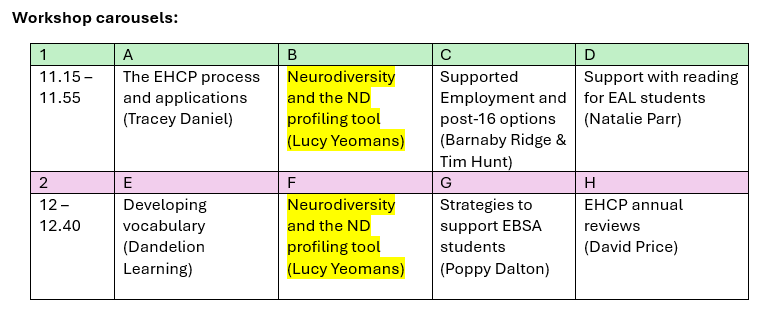 Workshop carousels:
1 A B C D
11.15 – 11.55
The EHCP process and applications (Tracey Daniel)
Neurodiversity and the ND profiling tool (Lucy Yeomans)
Supported Employment and post-16 options (Barnaby Ridge & Tim Hunt)
Support with reading for EAL students (Natalie Parr)
2 E F G H
12 – 12.40
Developing vocabulary (Dandelion Learning)
Neurodiversity and the ND profiling tool (Lucy Yeomans)
Strategies to support EBSA students (Poppy Dalton)
EHCP annual reviews (David Price)